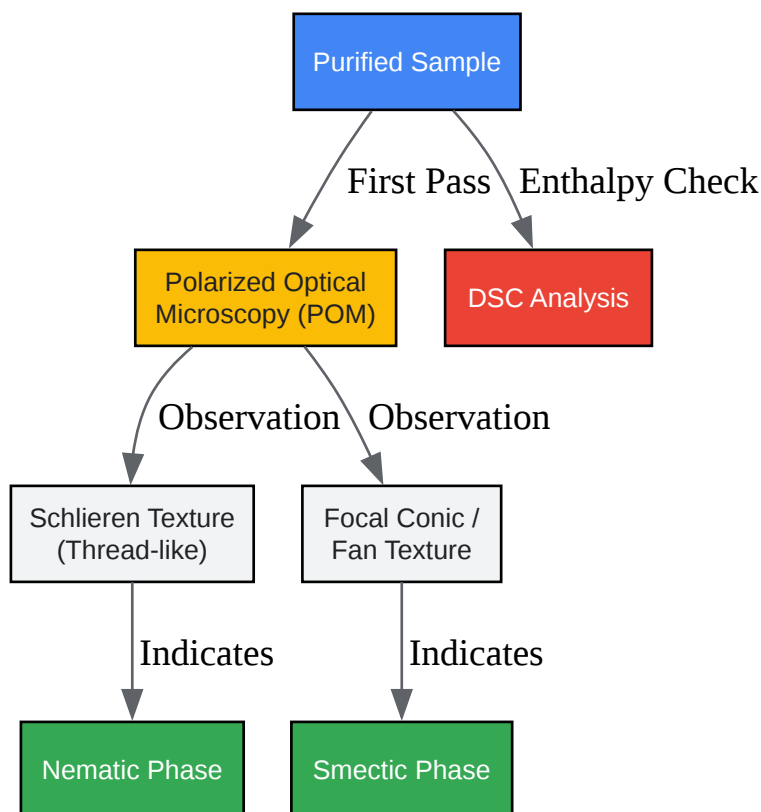 Purified Sample
First Pass
Enthalpy Check
Polarized Optical
Microscopy (POM)
DSC Analysis
Observation
Observation
Schlieren Texture
(Thread-like)
Focal Conic /
Fan Texture
Indicates
Indicates
Nematic Phase
Smectic Phase